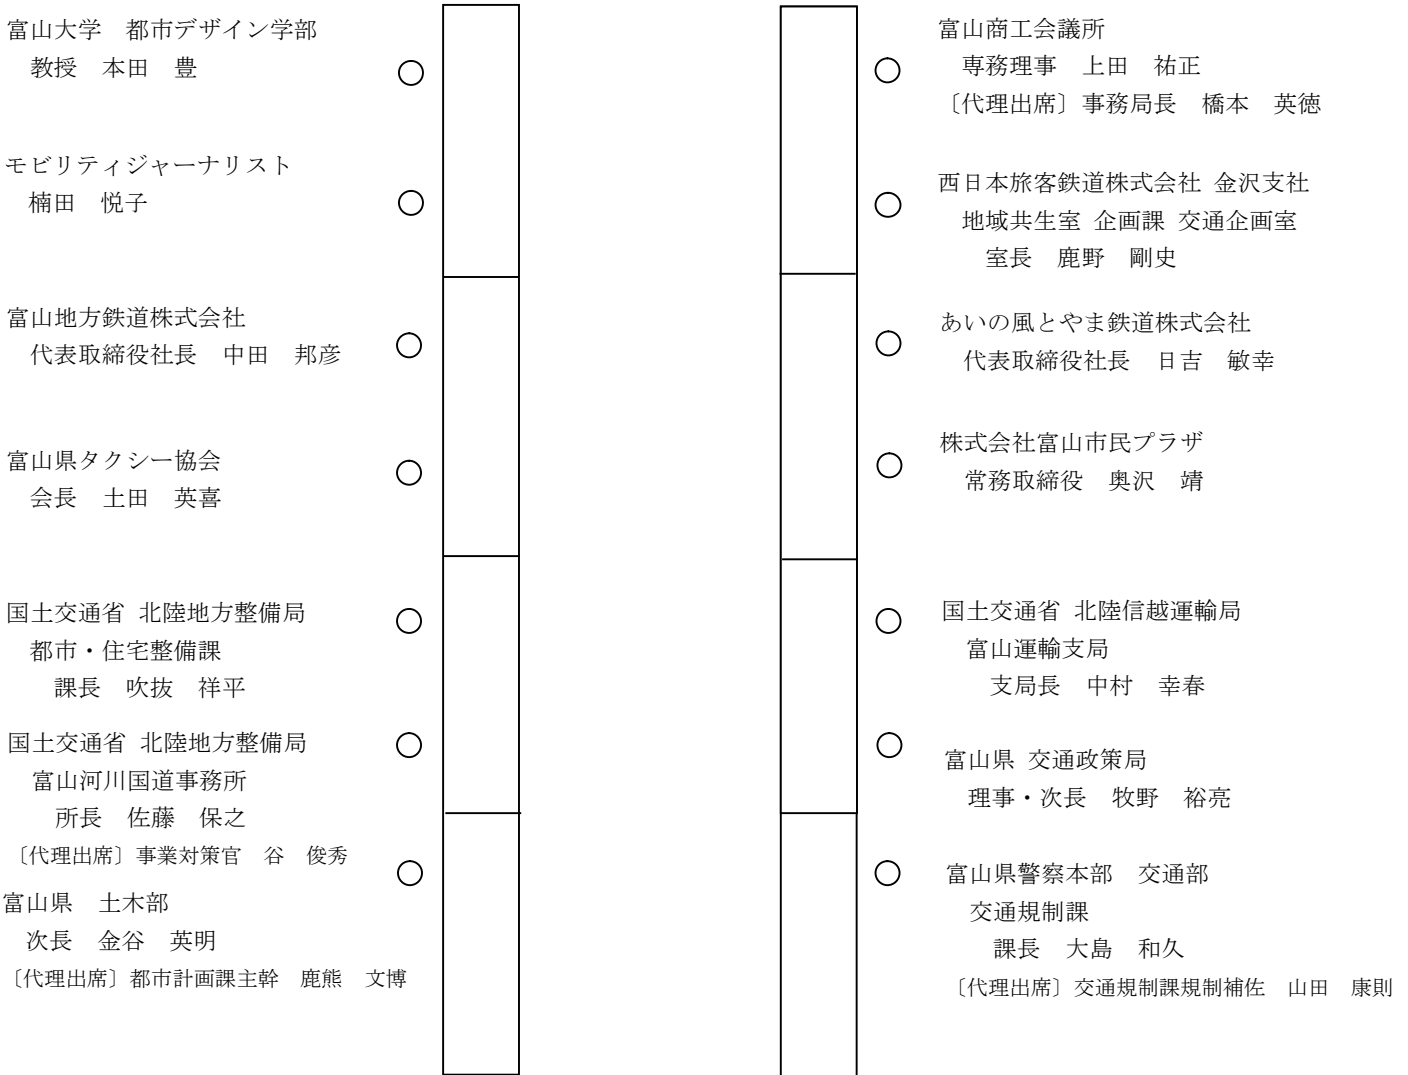 富山大学　都市デザイン学部
教授　本田　豊
モビリティジャーナリスト
楠田　悦子
富山地方鉄道株式会社
代表取締役社長　中田　邦彦
富山県タクシー協会
会長　土田　英喜
国土交通省 北陸地方整備局
都市・住宅整備課
課長　吹抜　祥平
国土交通省 北陸地方整備局
富山河川国道事務所
所長　佐藤　保之
〔代理出席〕事業対策官　谷　俊秀
富山県　土木部
次長　金谷　英明
〔代理出席〕都市計画課主幹　鹿熊　文博
富山商工会議所
専務理事　上田　祐正
〔代理出席〕事務局長　橋本　英徳
西日本旅客鉄道株式会社 金沢支社
地域共生室 企画課 交通企画室
室長　鹿野　剛史
あいの風とやま鉄道株式会社
代表取締役社長　日吉　敏幸
株式会社富山市民プラザ
常務取締役　奥沢　靖
国土交通省 北陸信越運輸局
富山運輸支局
支局長　中村　幸春
富山県 交通政策局
理事・次長　牧野　裕亮
富山県警察本部　交通部
交通規制課
課長　大島　和久
〔代理出席〕交通規制課規制補佐　山田　康則